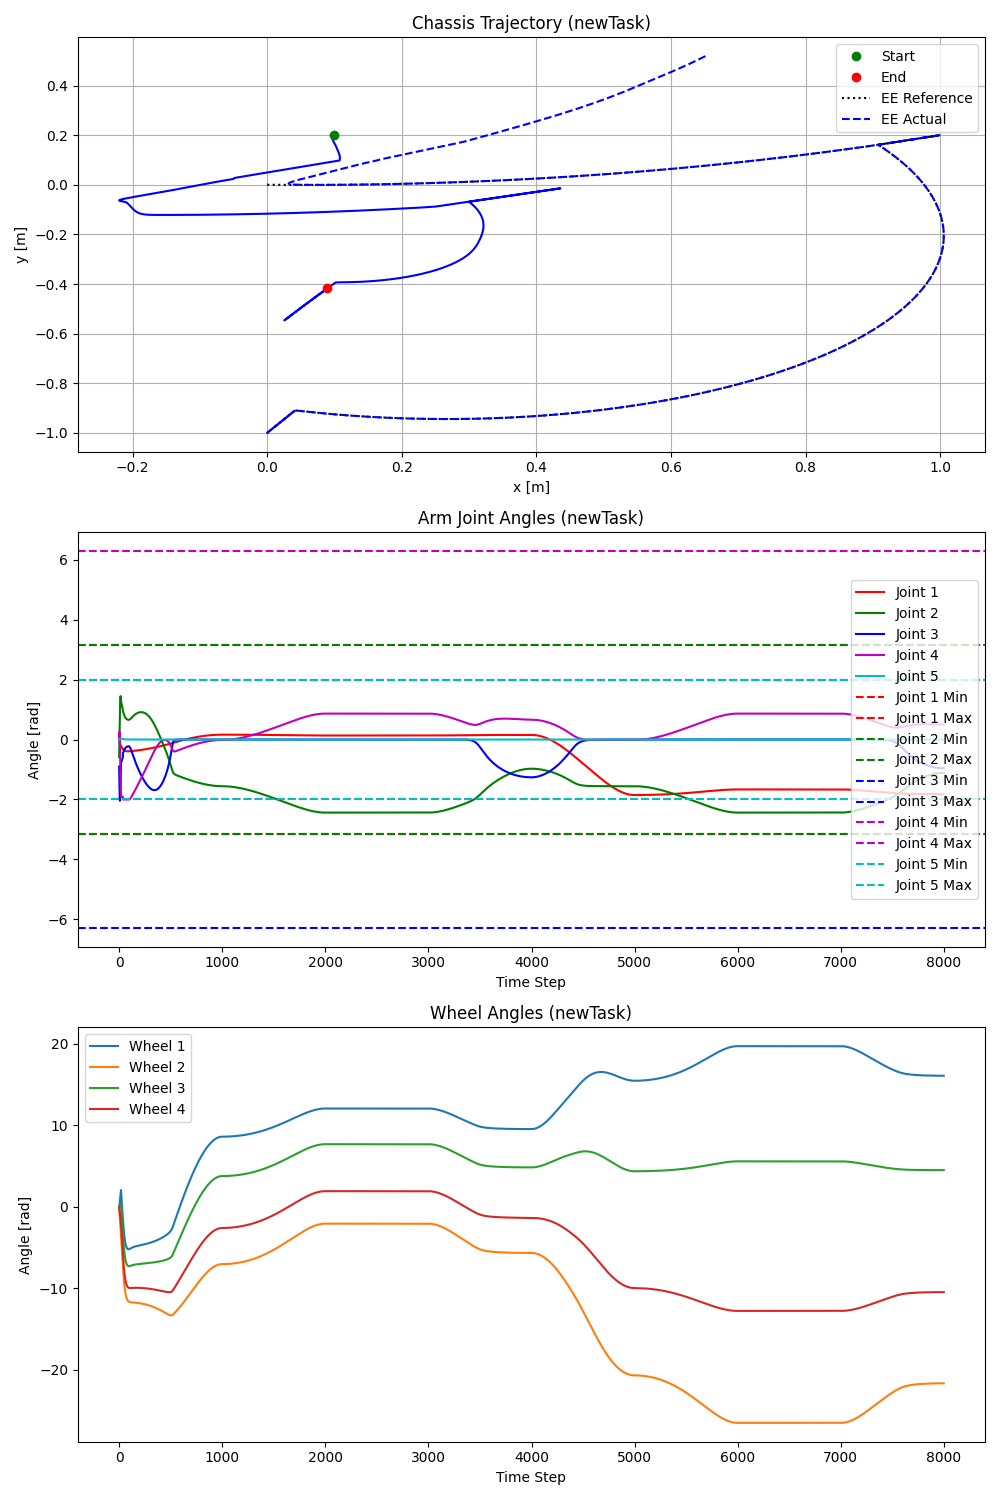 Chassis Trajectory (newTask)
Start
End
EE Reference
EE Actual
0.4
0.2
0.0
−0.2
−0.4
−0.6
−0.8
−1.0
y [m]
−0.2 0.0 0.2 0.4 0.6 0.8 1.0
x [m]
Arm Joint Angles (newTask)
6
4
2
0
−2
−4
−6
Angle [rad]
Joint 1
Joint 2
Joint 3
Joint 4
Joint 5
Joint 1 Min
Joint 1 Max
Joint 2 Min
Joint 2 Max
Joint 3 Min
Joint 3 Max
Joint 4 Min
Joint 4 Max
Joint 5 Min
Joint 5 Max
0 1000 2000 3000 4000 5000 6000 7000 8000
Time Step
Wheel Angles (newTask)
Wheel 1
Wheel 2
Wheel 3
Wheel 4
20
10
0
−10
−20
Angle [rad]
0 1000 2000 3000 4000 5000 6000 7000 8000
Time Step